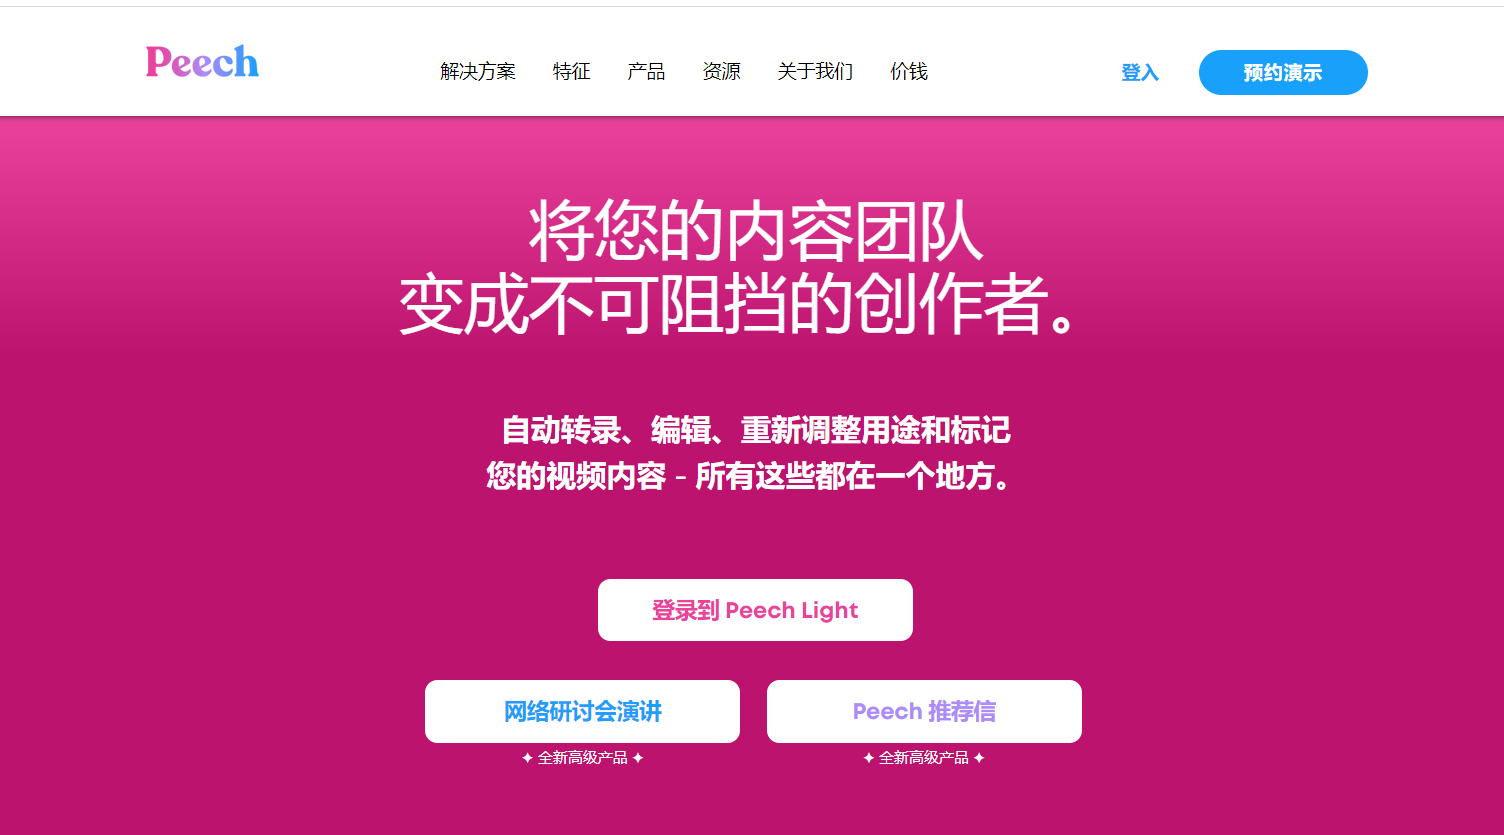 Peech
解决方案 特征 产品 资源 关于我们 价钱
登入 预约演示
将您的内容团队
变成不可阻挡的创作者。
自动转录、编辑、重新调整用途和标记
您的视频内容 - 所有这些都在一个地方。
登录到 Peech Light
网络研讨会演讲 Peech 推荐信
✦ 全新高级产品 ✦ ✦ 全新高级产品 ✦